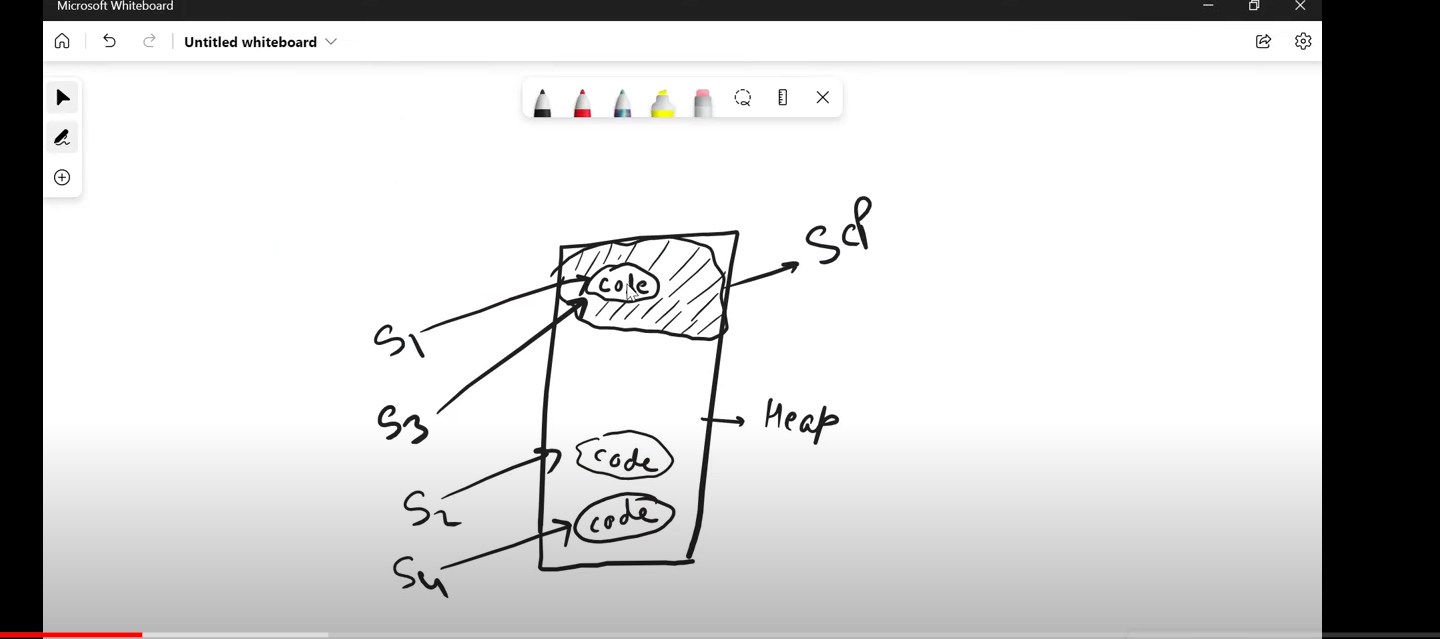 Microsoft Whiteboard
Untitled whiteboard
scp
code
S1
S3
Heap
code
S2
code
S4